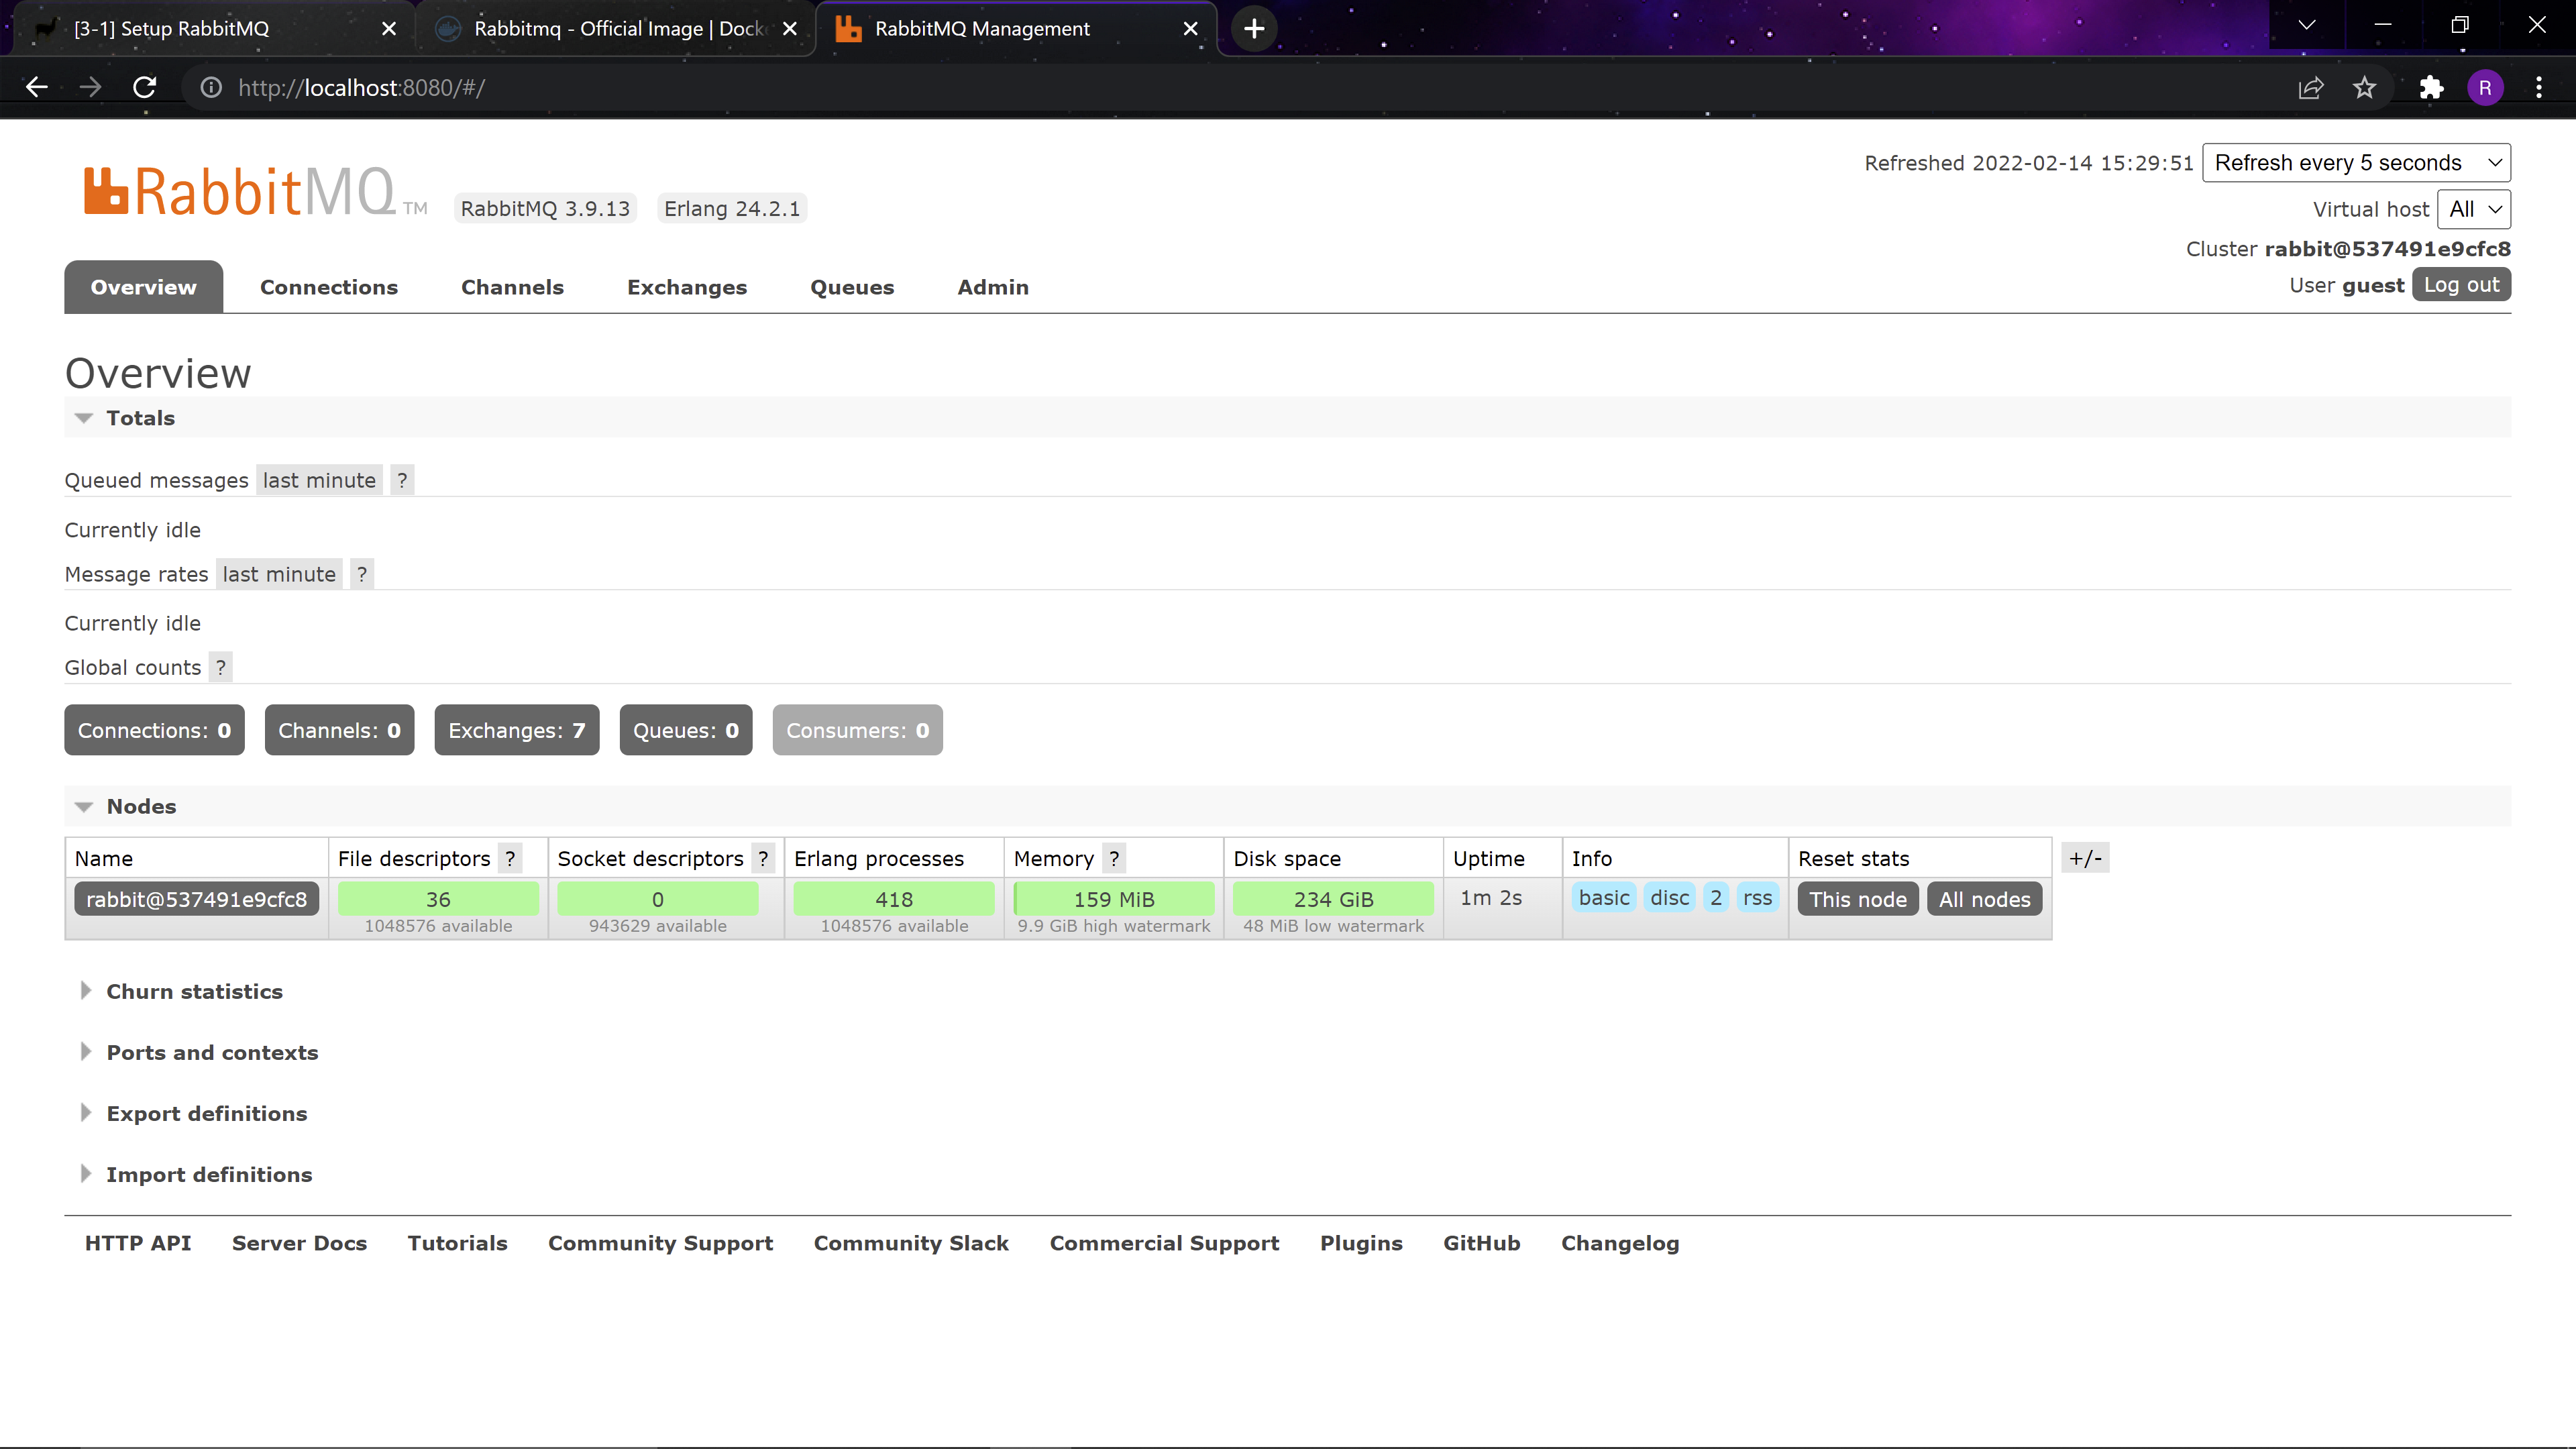 [3-1] Setup RabbitMQ
Rabbitmq - Official Image | Docke
RabbitMQ Management
http://localhost:8080/#/
R
RabbitMQ TM
RabbitMQ 3.9.13
Erlang 24.2.1
Refreshed 2022-02-14 15:29:51
Refresh every 5 seconds
Virtual host All
Cluster rabbit@537491e9cfc8
User guest Log out
Overview
Connections
Channels
Exchanges
Queues
Admin
Overview
Totals
Queued messages last minute ?
Currently idle
Message rates last minute ?
Currently idle
Global counts ?
Connections: 0
Channels: 0
Exchanges: 7
Queues: 0
Consumers: 0
Nodes
Name File descriptors ? Socket descriptors ? Erlang processes Memory ? Disk space Uptime Info Reset stats +/-
rabbit@537491e9cfc8 36 0 418 159 MiB 234 GiB 1m 2s basic disc 2 rss This node All nodes
1048576 available 943629 available 1048576 available 9.9 GiB high watermark 48 MiB low watermark
Churn statistics
Ports and contexts
Export definitions
Import definitions
HTTP API Server Docs Tutorials Community Support Community Slack Commercial Support Plugins GitHub Changelog